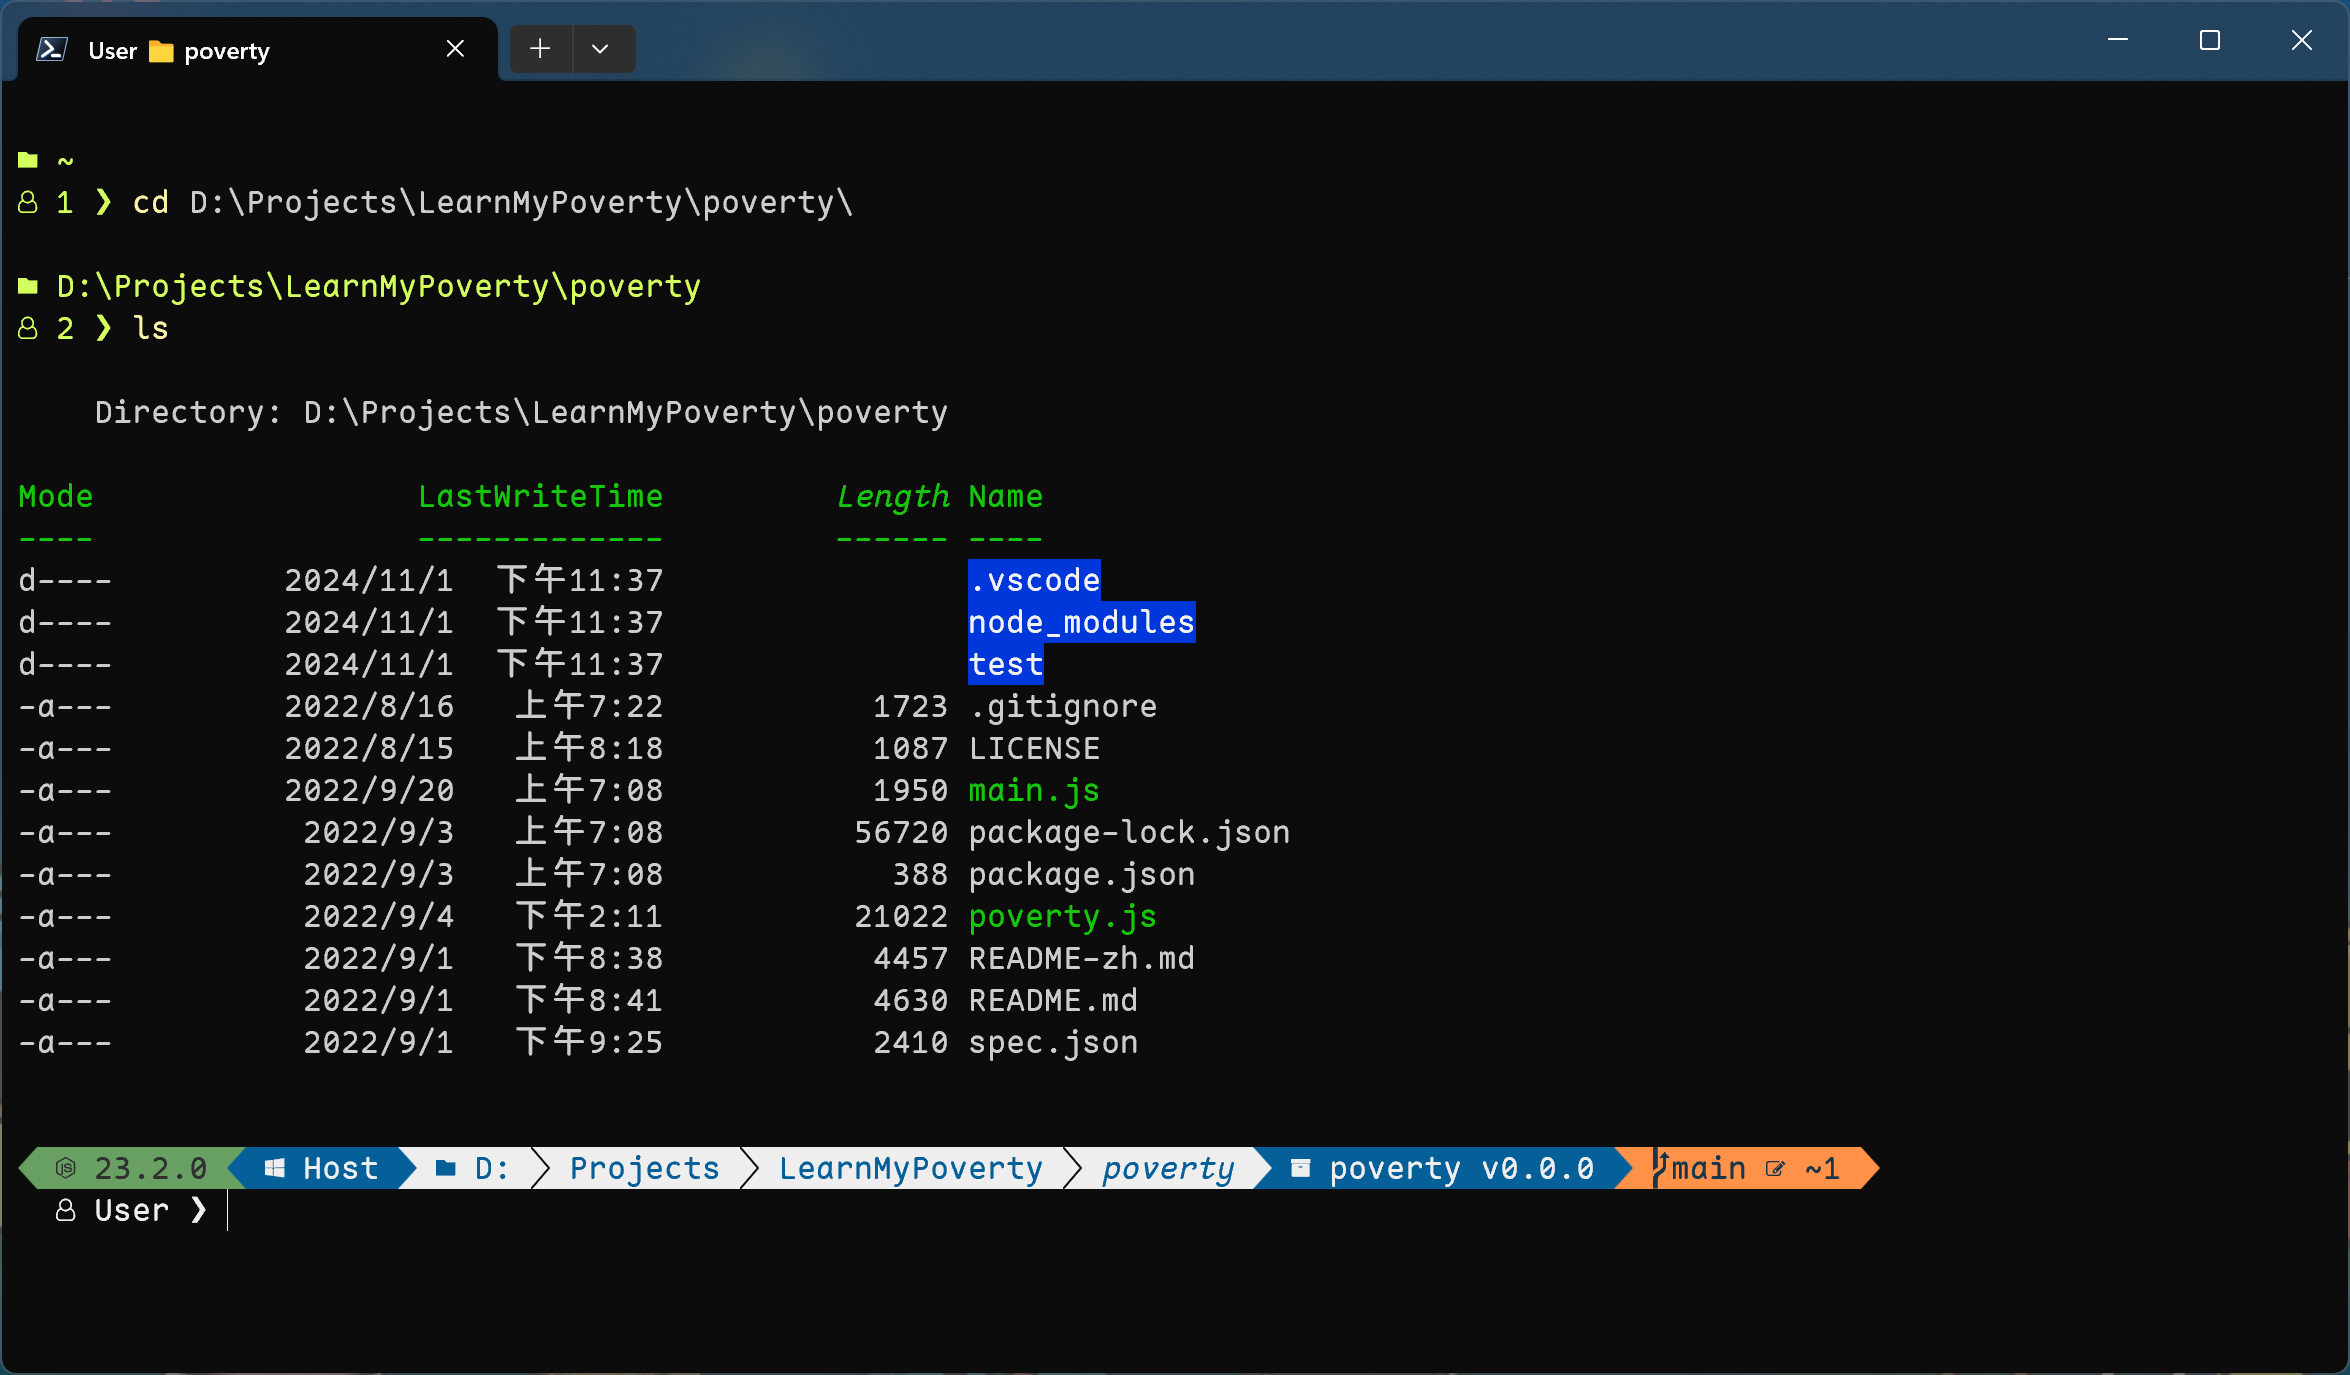 User poverty
~
1 ❯ cd D:\Projects\LearnMyPoverty\poverty\
D:\Projects\LearnMyPoverty\poverty
2 ❯ ls
Directory: D:\Projects\LearnMyPoverty\poverty
Mode LastWriteTime Length Name
---- ------------- ------ ----
d---- 2024/11/1 下午11:37 .vscode
d---- 2024/11/1 下午11:37 node_modules
d---- 2024/11/1 下午11:37 test
-a--- 2022/8/16 上午7:22 1723 .gitignore
-a--- 2022/8/15 上午8:18 1087 LICENSE
-a--- 2022/9/20 上午7:08 1950 main.js
-a--- 2022/9/3 上午7:08 56720 package-lock.json
-a--- 2022/9/3 上午7:08 388 package.json
-a--- 2022/9/4 下午2:11 21022 poverty.js
-a--- 2022/9/1 下午8:38 4457 README-zh.md
-a--- 2022/9/1 下午8:41 4630 README.md
-a--- 2022/9/1 下午9:25 2410 spec.json
23.2.0 Host D: Projects LearnMyPoverty poverty poverty v0.0.0 main ~1
User ❯